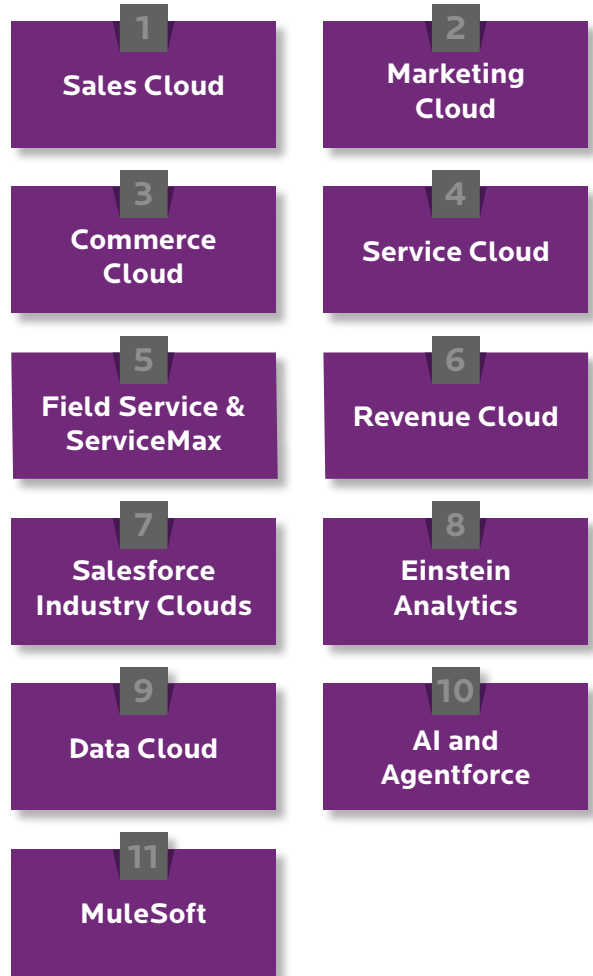 1
Sales Cloud
2
Marketing
Cloud
3
Commerce
Cloud
4
Service Cloud
5
Field Service &
ServiceMax
6
Revenue Cloud
7
Salesforce
Industry Clouds
8
Einstein
Analytics
9
Data Cloud
10
AI and
Agentforce
11
MuleSoft